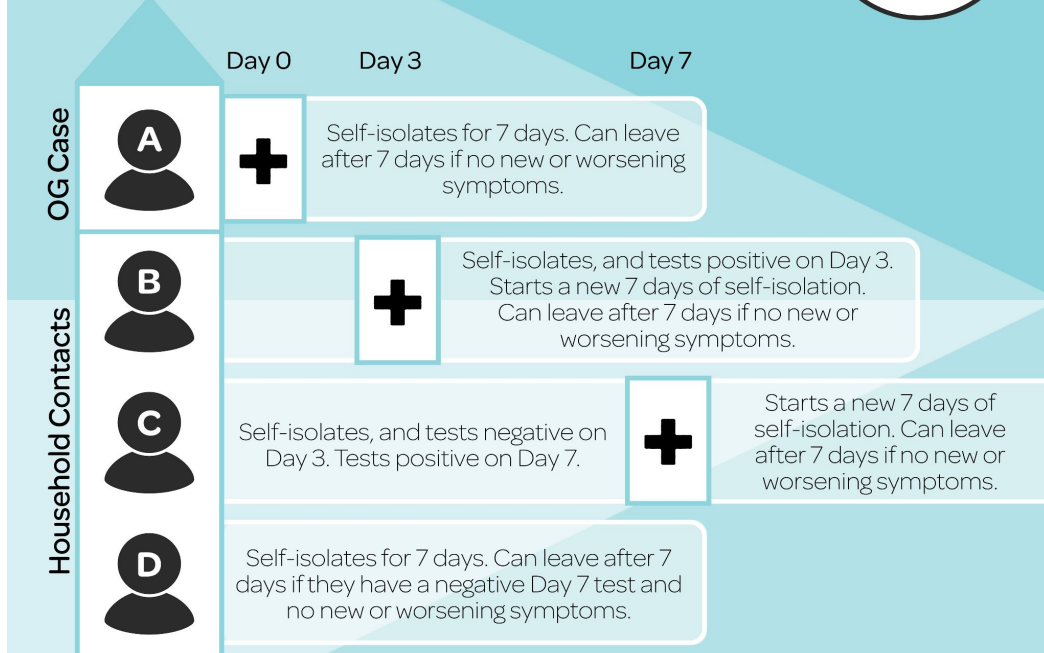 Day 0 Day 3 Day 7
OG Case
A
Self-isolates for 7 days. Can leave
after 7 days if no new or worsening
symptoms.
Household Contacts
B
Self-isolates, and tests positive on Day 3.
Starts a new 7 days of self-isolation.
Can leave after 7 days if no new or
worsening symptoms.
C
Self-isolates, and tests negative on
Day 3. Tests positive on Day 7.
Starts a new 7 days of
self-isolation. Can leave
after 7 days if no new or
worsening symptoms.
D
Self-isolates for 7 days. Can leave after 7
days if they have a negative Day 7 test and
no new or worsening symptoms.